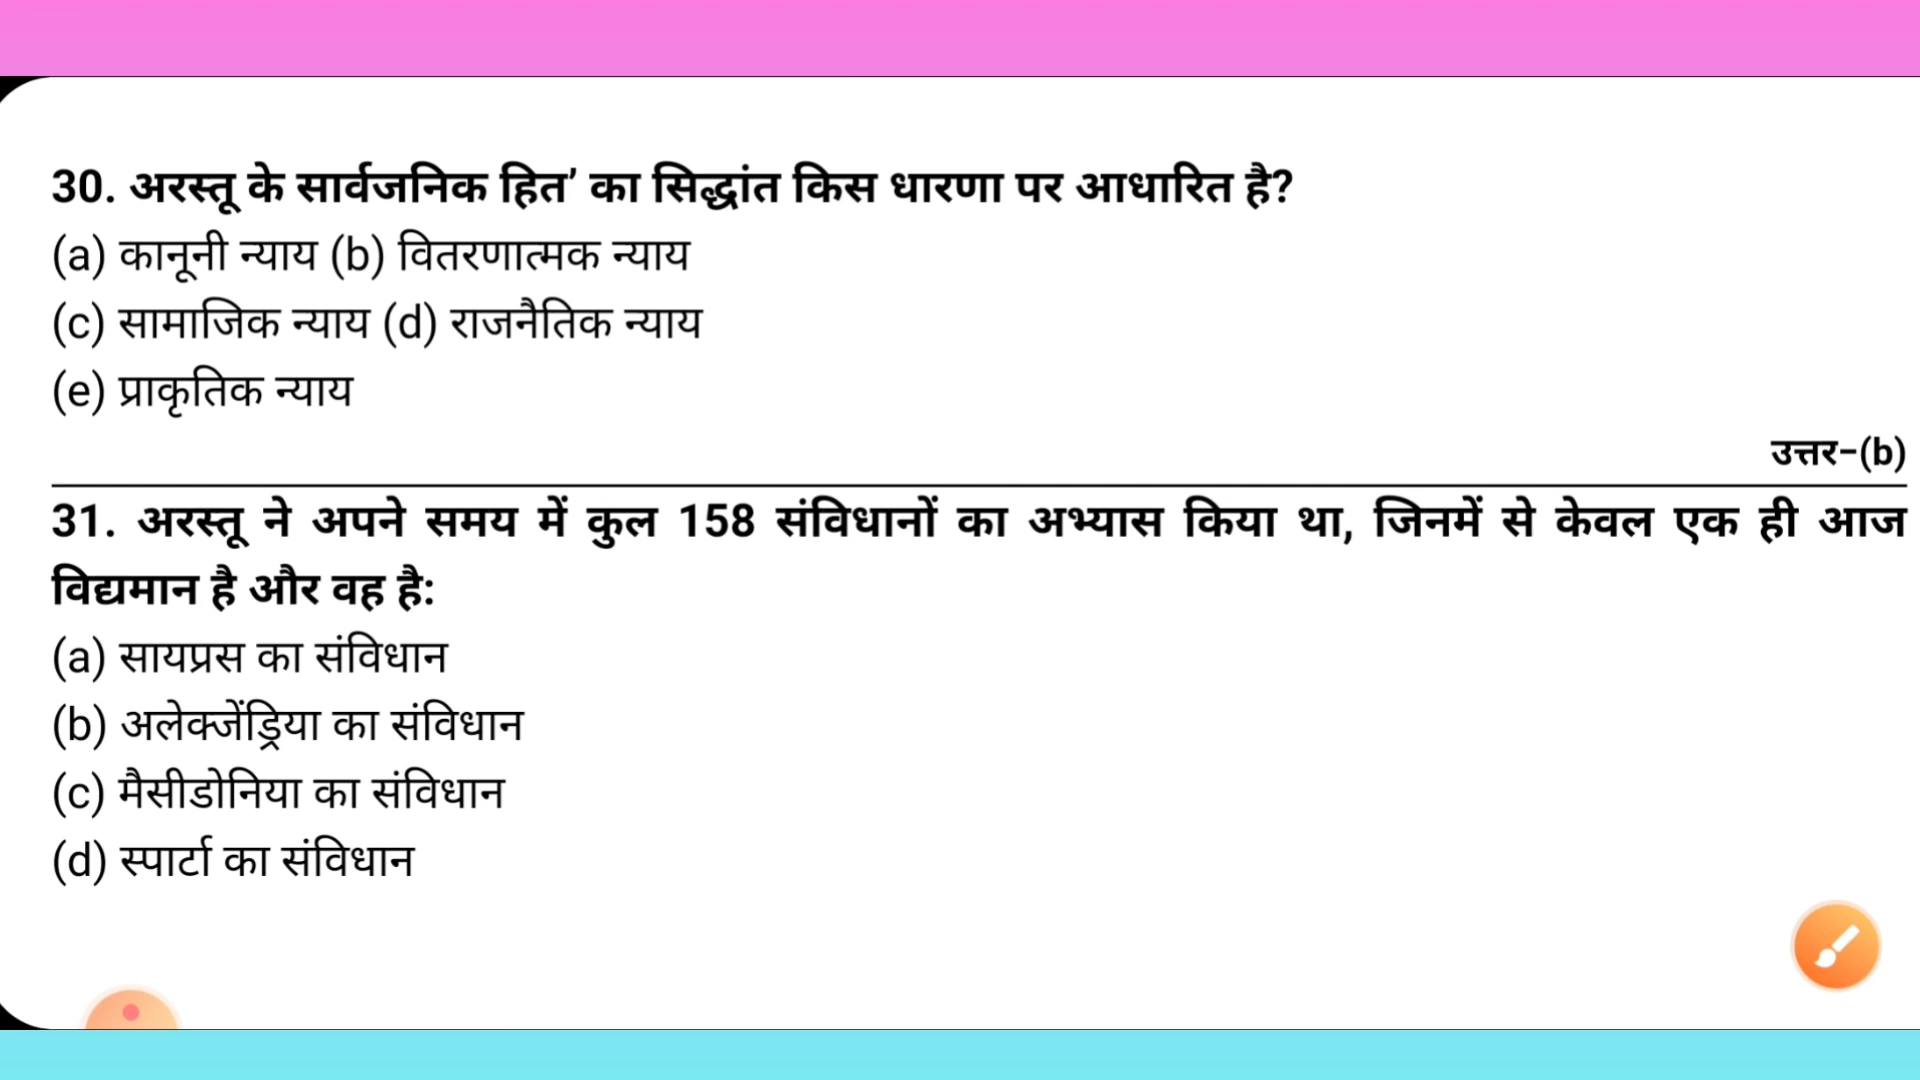 30. अरस्तू के सार्वजनिक हित’ का सिद्धांत किस धारणा पर आधारित है?
(a) कानूनी न्याय (b) वितरणात्मक न्याय
(c) सामाजिक न्याय (d) राजनैतिक न्याय
(e) प्राकृतिक न्याय
उत्तर–(b)
31. अरस्तू ने अपने समय में कुल 158 संविधानों का अभ्यास किया था, जिनमें से केवल एक ही आज
विद्यमान है और वह है:
(a) सायप्रस का संविधान
(b) अलेक्जेंड्रिया का संविधान
(c) मैसीडोनिया का संविधान
(d) स्पार्टा का संविधान